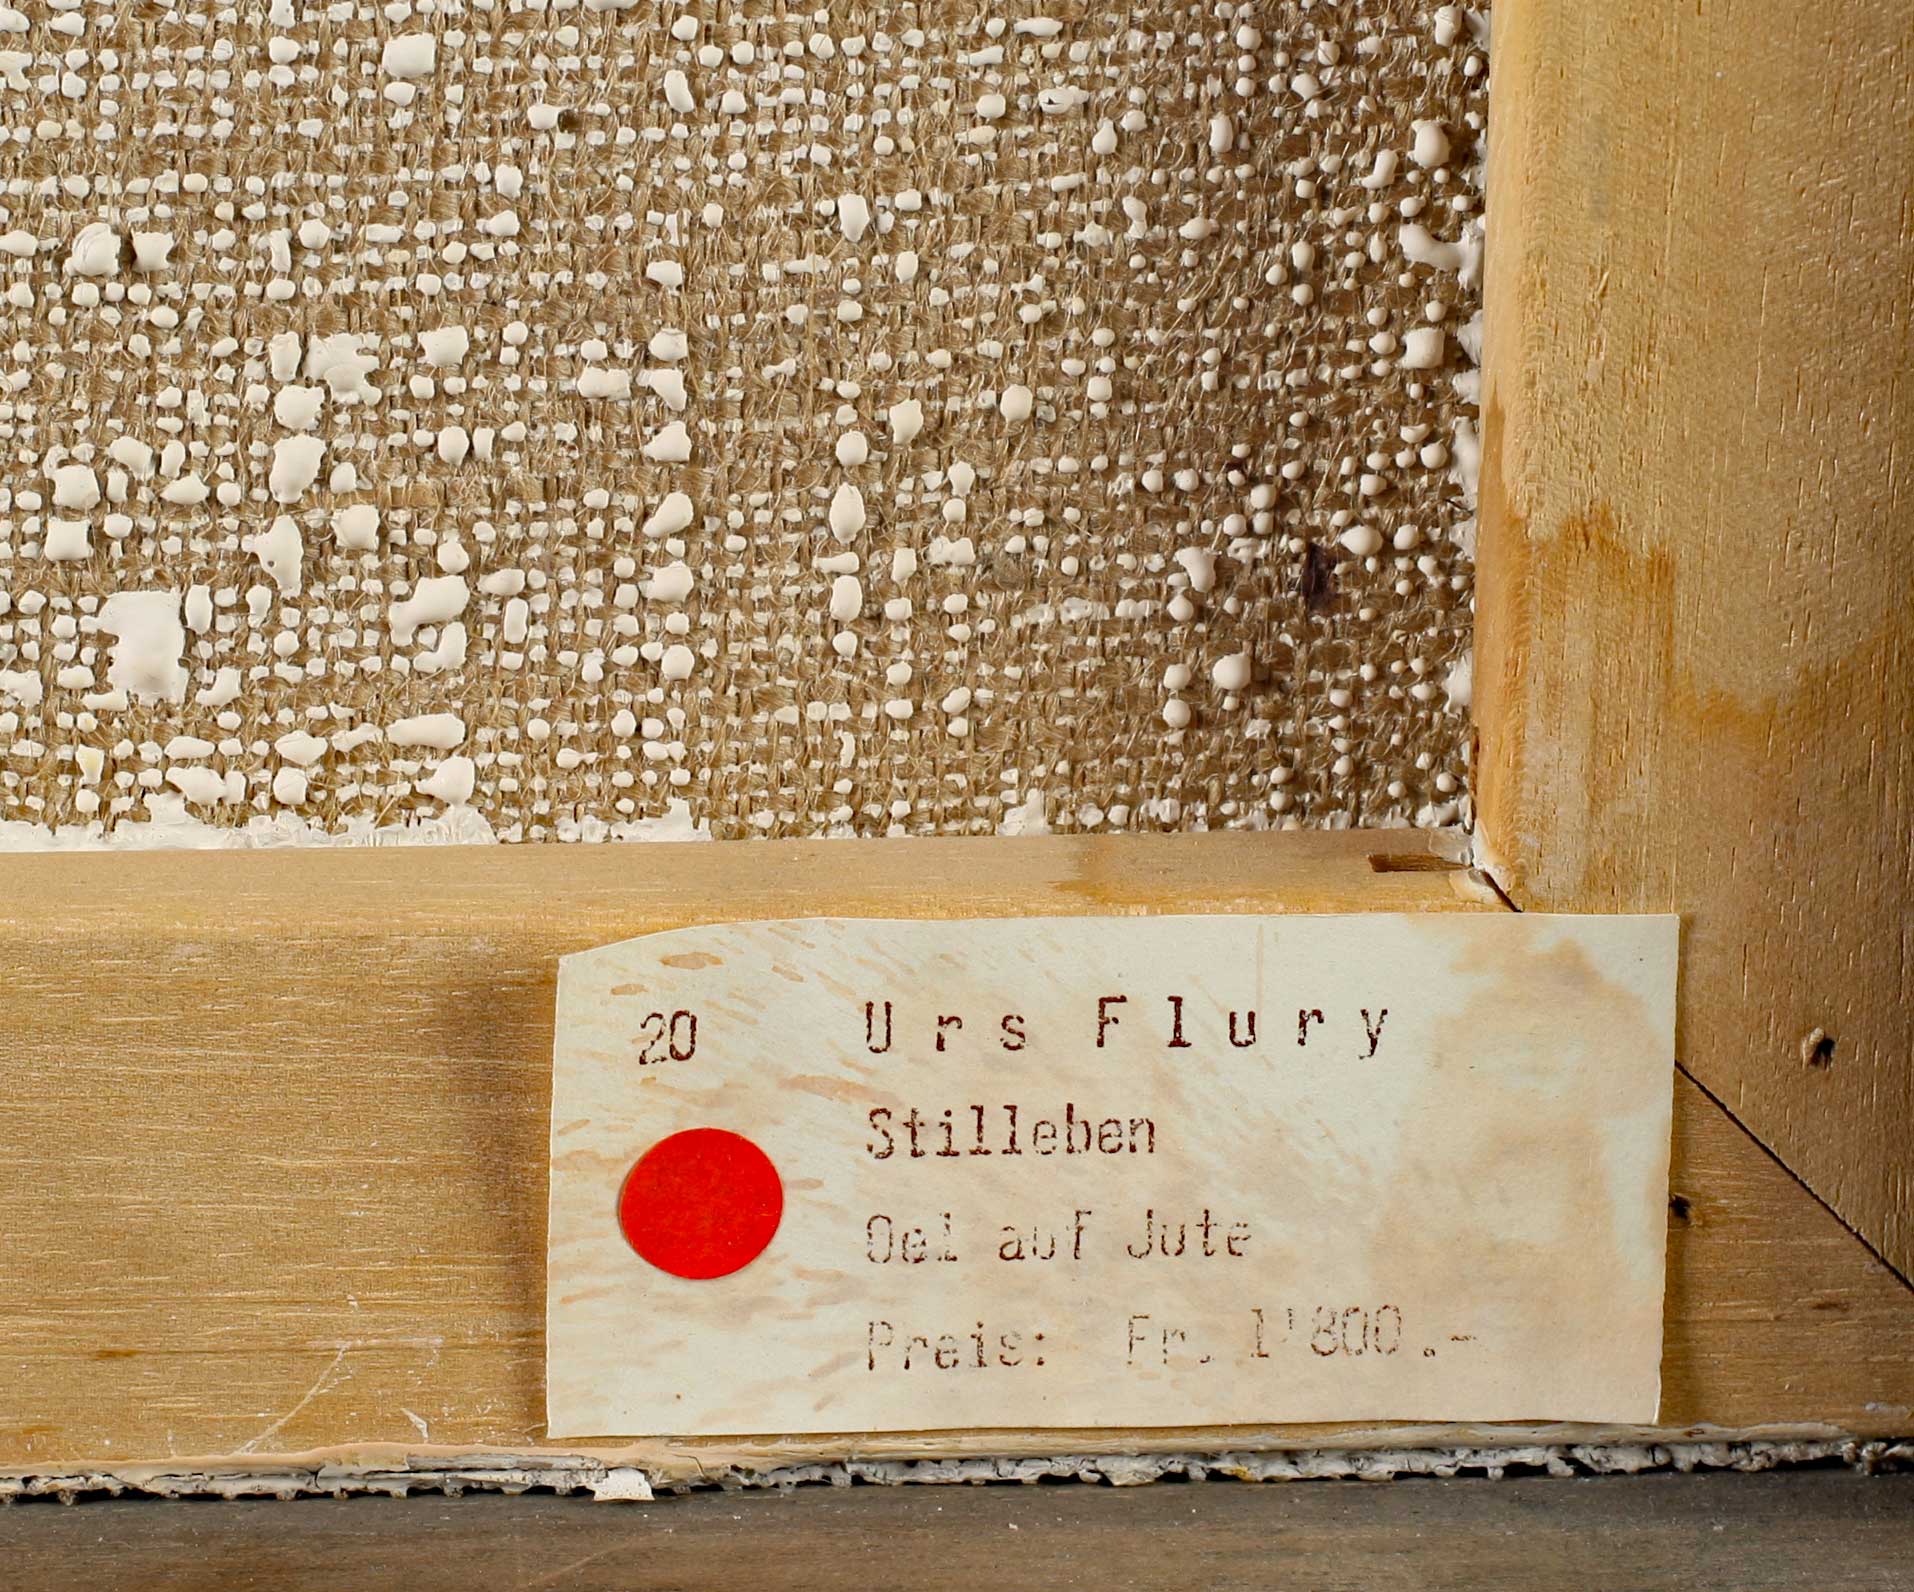 20 Urs Flury
Stilleben
Oel auf Jute
Preis: Fr. 1'800.-